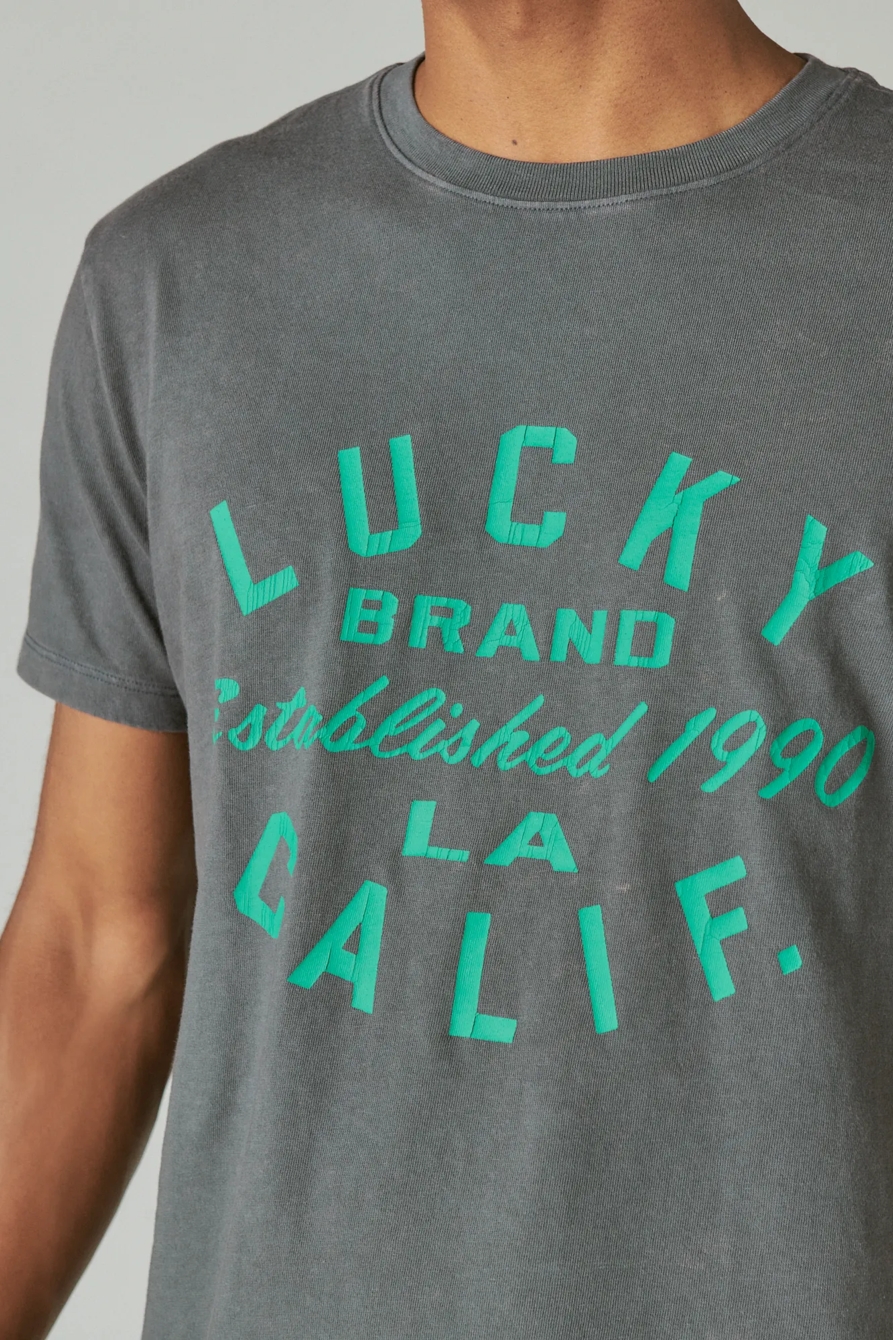 LUCKY
BRAND
Established 1990
LA
CALIF.